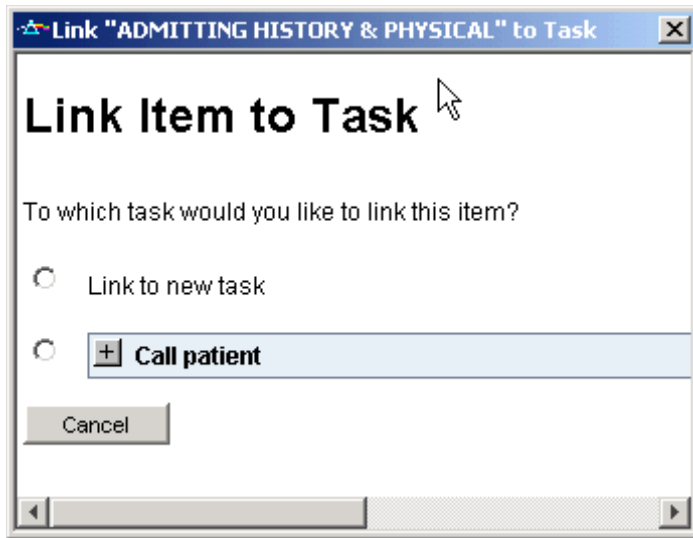 Link "ADMITTING HISTORY & PHYSICAL" to Task
Link Item to Task
To which task would you like to link this item?
Link to new task
Call patient
Cancel